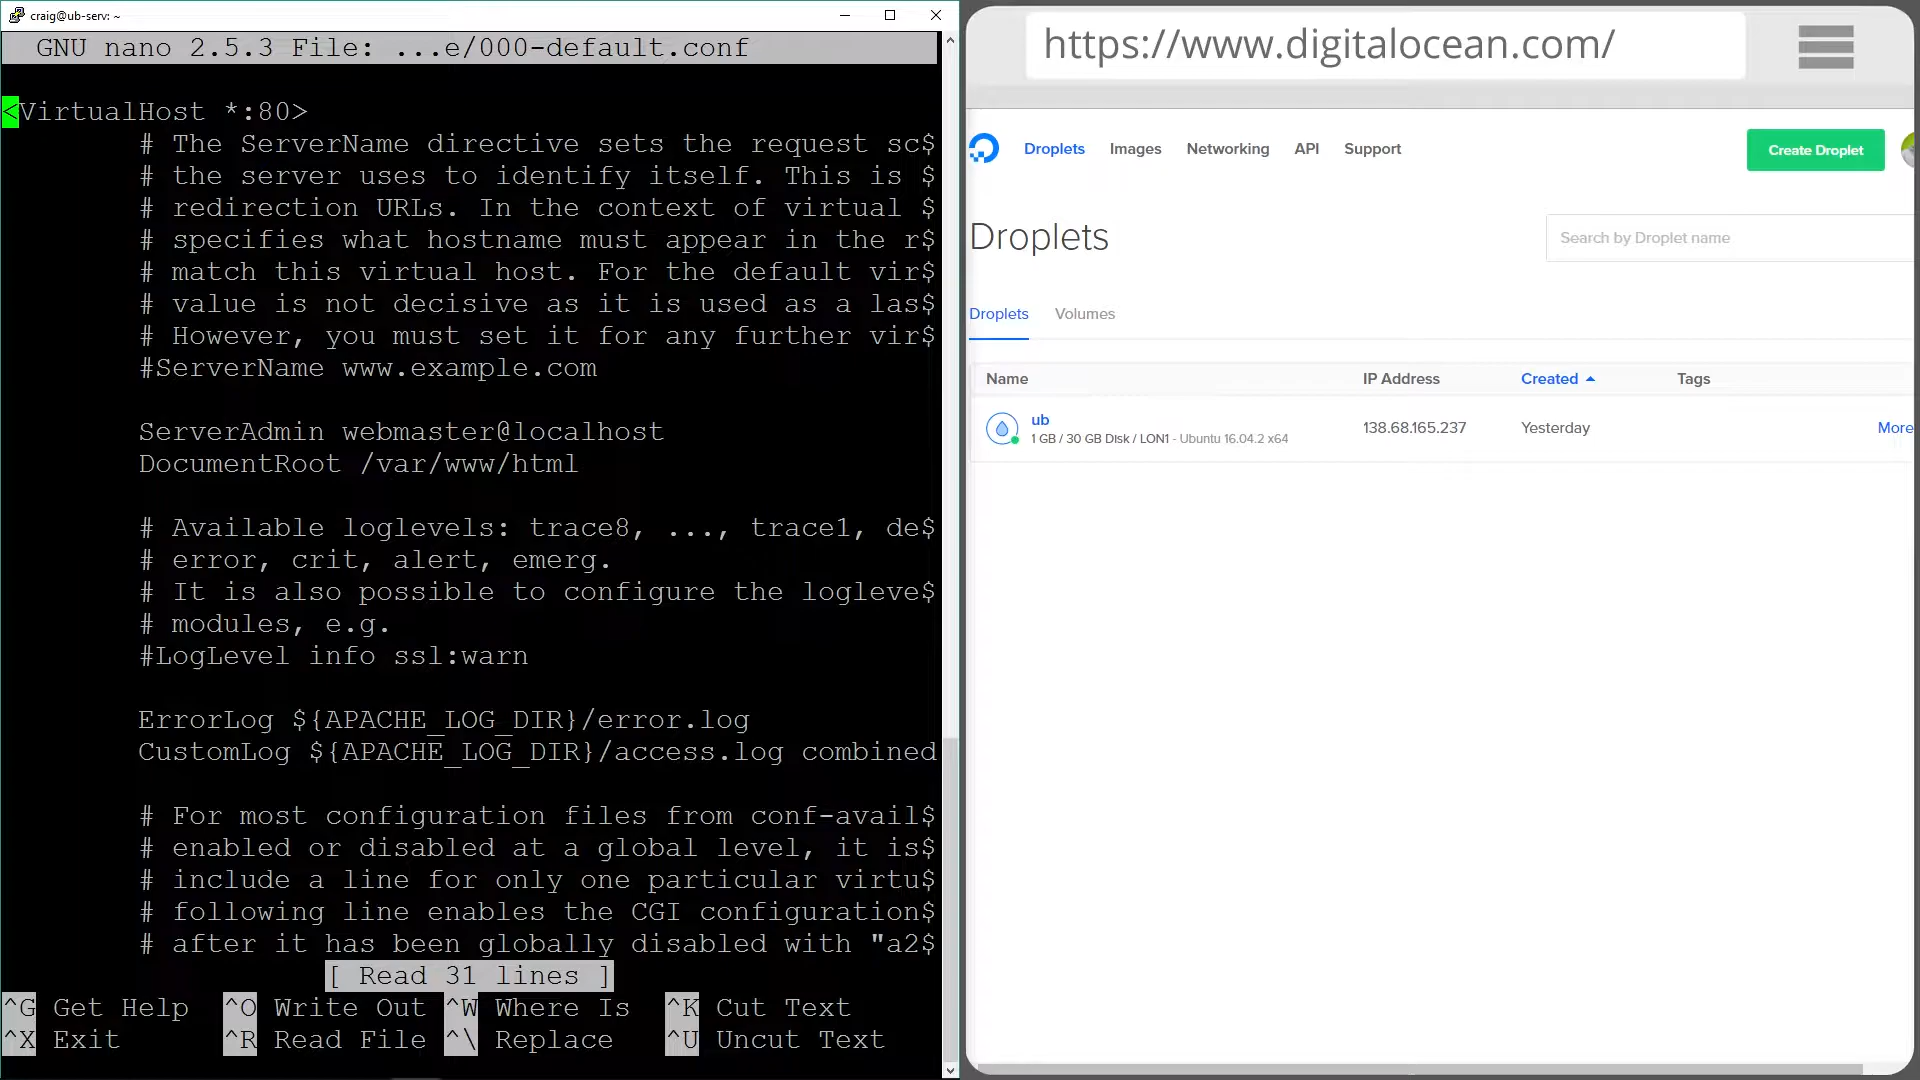 craig@ub-serv: ~
GNU nano 2.5.3 File: ...e/000-default.conf
<VirtualHost *:80>
# The ServerName directive sets the request sc$
# the server uses to identify itself. This is $
# redirection URLs. In the context of virtual $
# specifies what hostname must appear in the r$
# match this virtual host. For the default vir$
# value is not decisive as it is used as a las$
# However, you must set it for any further vir$
#ServerName www.example.com
ServerAdmin webmaster@localhost
DocumentRoot /var/www/html
# Available loglevels: trace8, ..., trace1, de$
# error, crit, alert, emerg.
# It is also possible to configure the logleve$
# modules, e.g.
#LogLevel info ssl:warn
ErrorLog ${APACHE_LOG_DIR}/error.log
CustomLog ${APACHE_LOG_DIR}/access.log combined
# For most configuration files from conf-avail$
# enabled or disabled at a global level, it is$
# include a line for only one particular virtu$
# following line enables the CGI configuration$
# after it has been globally disabled with "a2$
[ Read 31 lines ]
^G Get Help ^O Write Out ^W Where Is ^K Cut Text
^X Exit ^R Read File ^\ Replace ^U Uncut Text
https://www.digitalocean.com/
Droplets Images Networking API Support Create Droplet
Droplets
Search by Droplet name
Droplets Volumes
Name IP Address Created Tags
ub
1 GB / 30 GB Disk / LON1 - Ubuntu 16.04.2 x64
138.68.165.237 Yesterday More